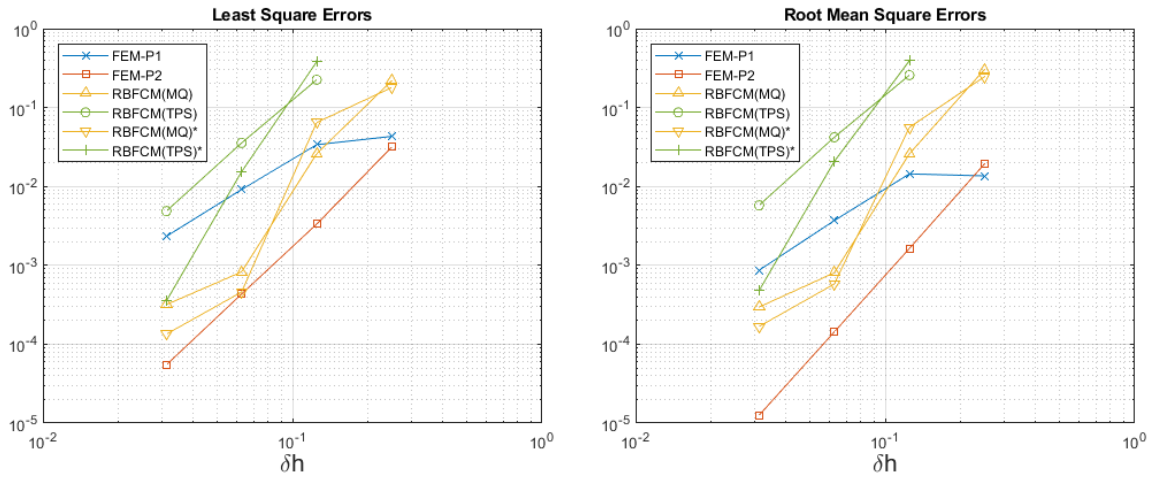 Least Square Errors
10^0
10^-1
10^-2
10^-3
10^-4
10^-5
FEM-P1
FEM-P2
RBFCM(MQ)
RBFCM(TPS)
RBFCM(MQ)*
RBFCM(TPS)*
10^-2
10^-1
10^0
δh
Root Mean Square Errors
10^0
10^-1
10^-2
10^-3
10^-4
10^-5
FEM-P1
FEM-P2
RBFCM(MQ)
RBFCM(TPS)
RBFCM(MQ)*
RBFCM(TPS)*
10^-2
10^-1
10^0
δh